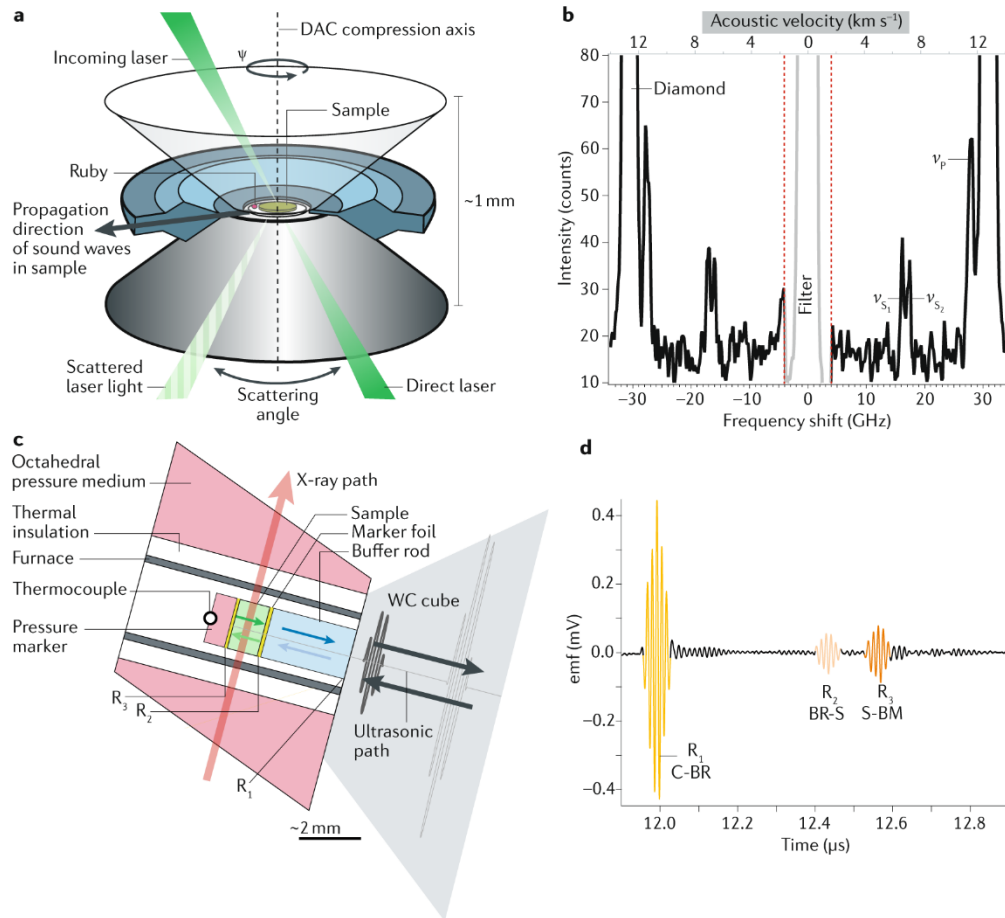 a
DAC compression axis
Incoming laser
ψ
Sample
Ruby
~1 mm
Propagation
direction
of sound waves
in sample
Scattered
laser light
Scattering
angle
Direct laser
b
Acoustic velocity (km s⁻¹)
12 8 4 1 0 1 4 8 12
80
70
60
50
40
30
20
10
Intensity (counts)
Diamond
Filter
νP
νS1
νS2
−30 −20 −10 0 10 20 30
Frequency shift (GHz)
c
Octahedral
pressure medium
X-ray path
Thermal
insulation
Sample
Marker foil
Buffer rod
Furnace
Thermocouple
WC cube
Pressure
marker
R3 R2
Ultrasonic
path
R1
~2 mm
d
0.4
0.2
0.0
−0.2
−0.4
emf (mV)
R1
C-BR
R2
BR-S
R3
S-BM
12.0 12.2 12.4 12.6 12.8
Time (μs)